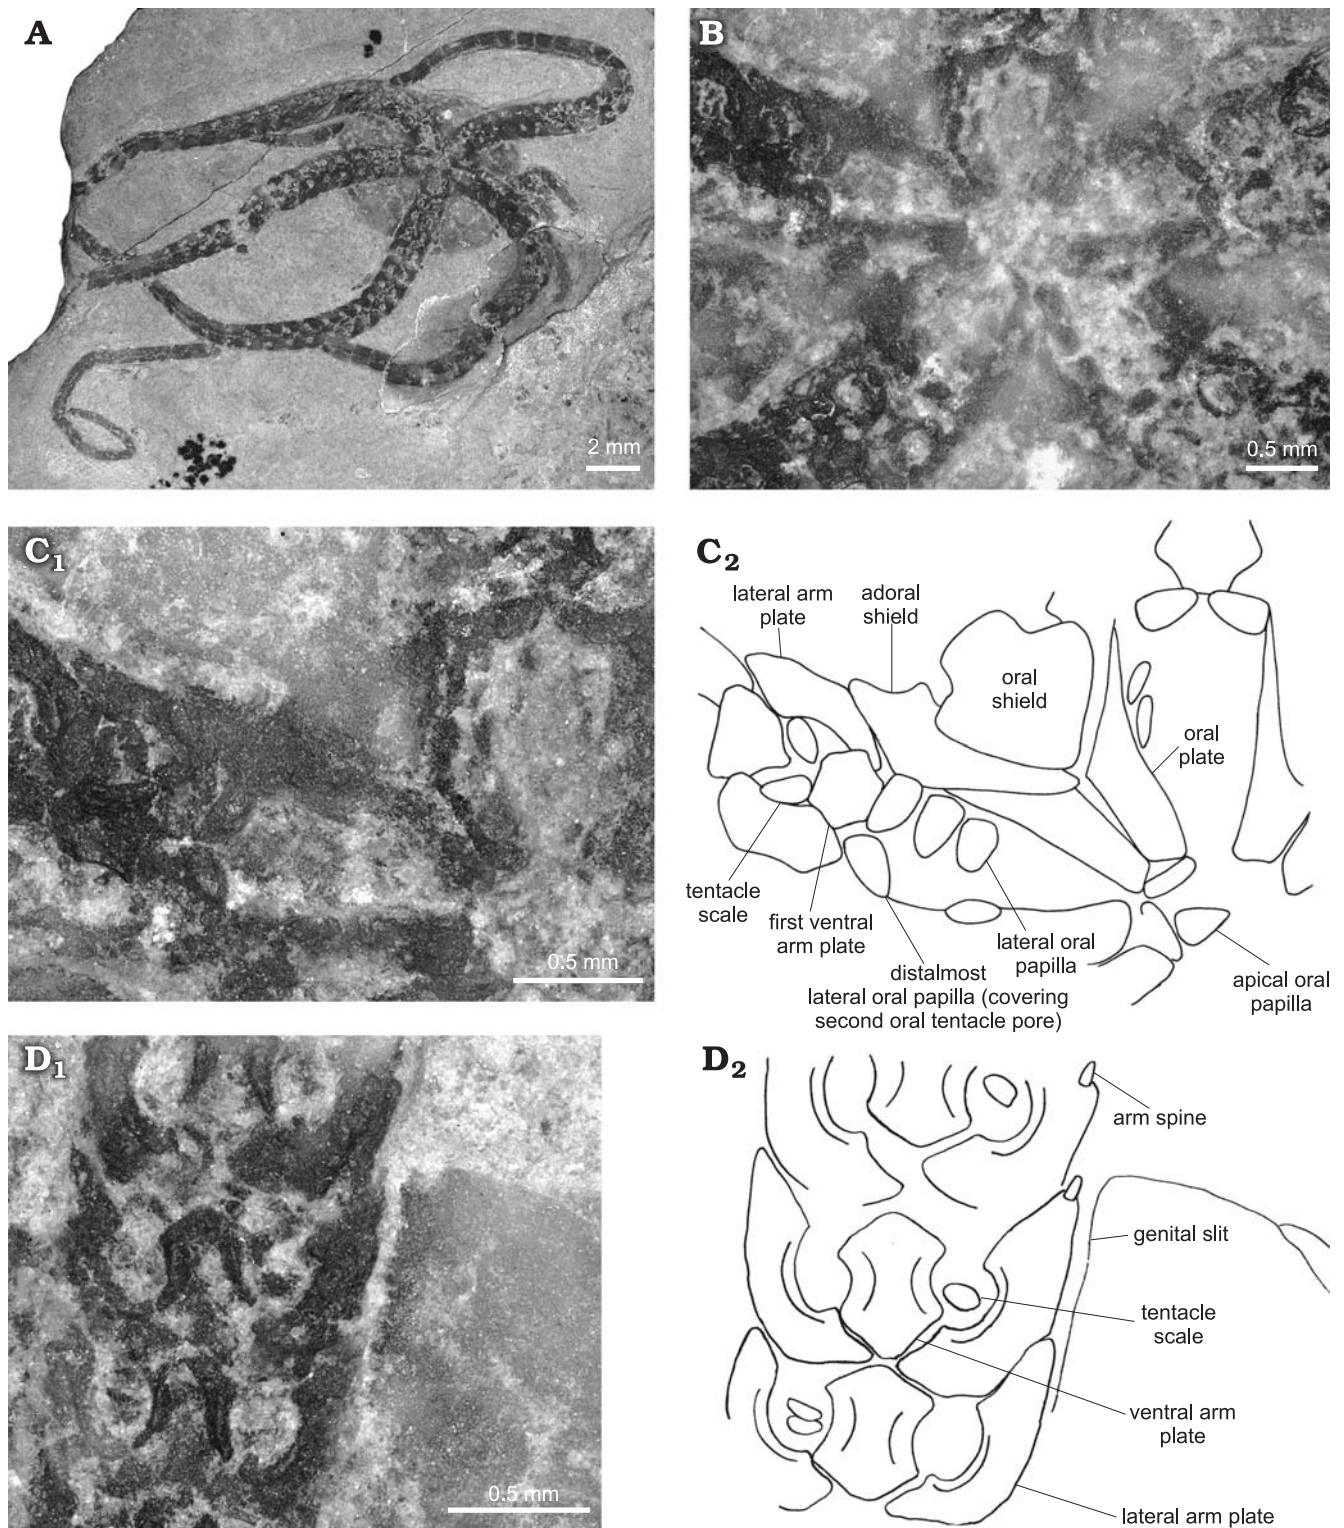 A
2 mm
B
0.5 mm
C1
0.5 mm
C2
lateral arm
plate
adoral
shield
oral
shield
oral
plate
tentacle
scale
first ventral
arm plate
distalmost
lateral oral papilla (covering
second oral tentacle pore)
lateral oral
papilla
apical oral
papilla
D1
0.5 mm
D2
arm spine
genital slit
tentacle
scale
ventral arm
plate
lateral arm plate